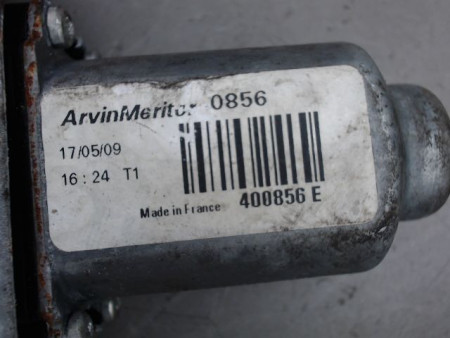 ArvinMeritor 0856
17/05/09
16 : 24 T1
Made in France 400856 E